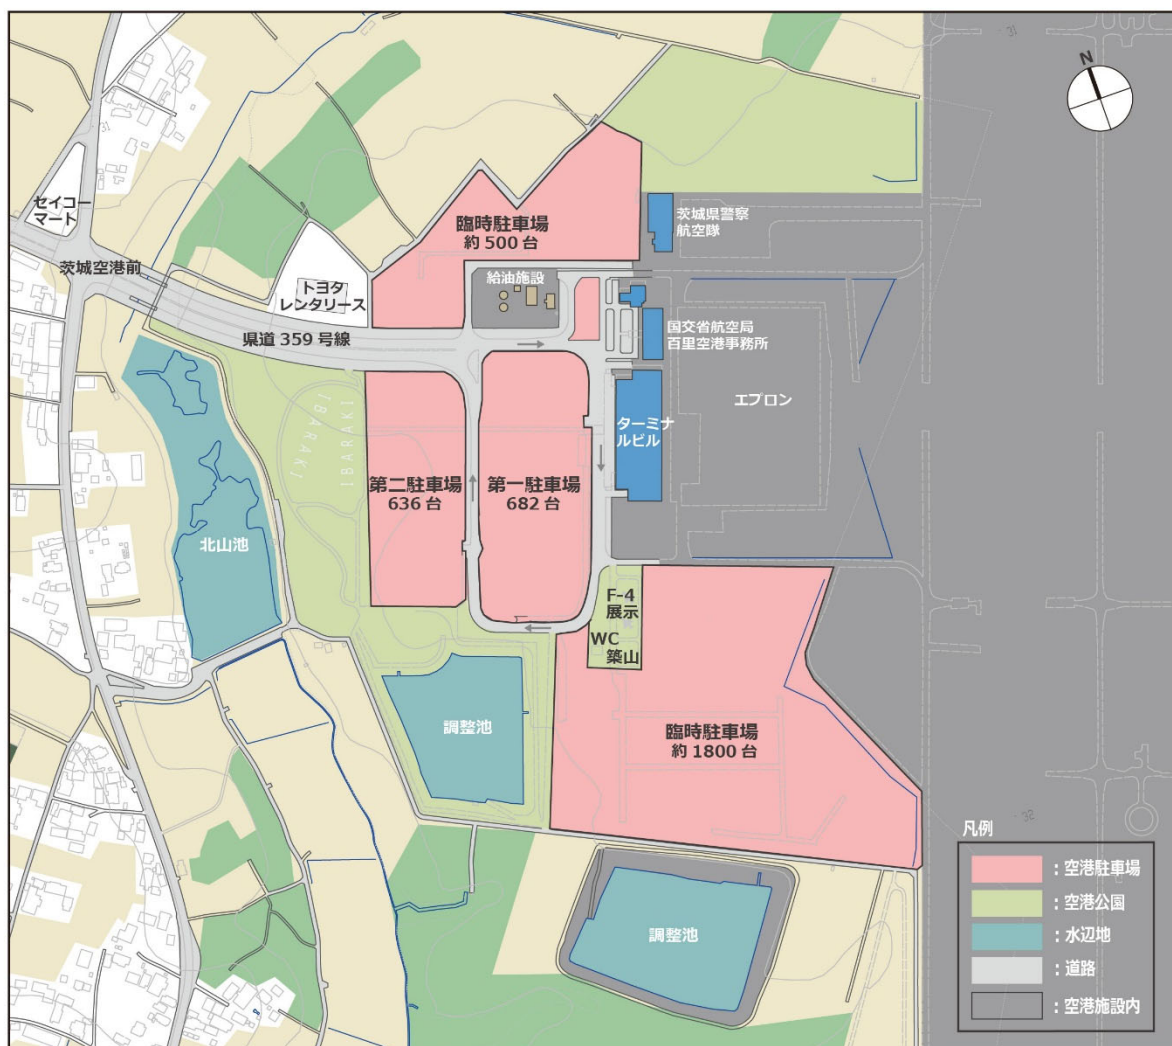 N
31
セイコー
マート
茨城空港前
トヨタ
レンタリース
県道 359 号線
臨時駐車場
約 500 台
給油施設
茨城県警察
航空隊
国交省航空局
百里空港事務所
エプロン
ターミナ
ルビル
IBARAKI
IBARAKI
第二駐車場
636 台
第一駐車場
682 台
北山池
F-4
展示
WC
築山
調整池
臨時駐車場
約 1800 台
調整池
32
凡例
：空港駐車場
：空港公園
：水辺地
：道路
：空港施設内